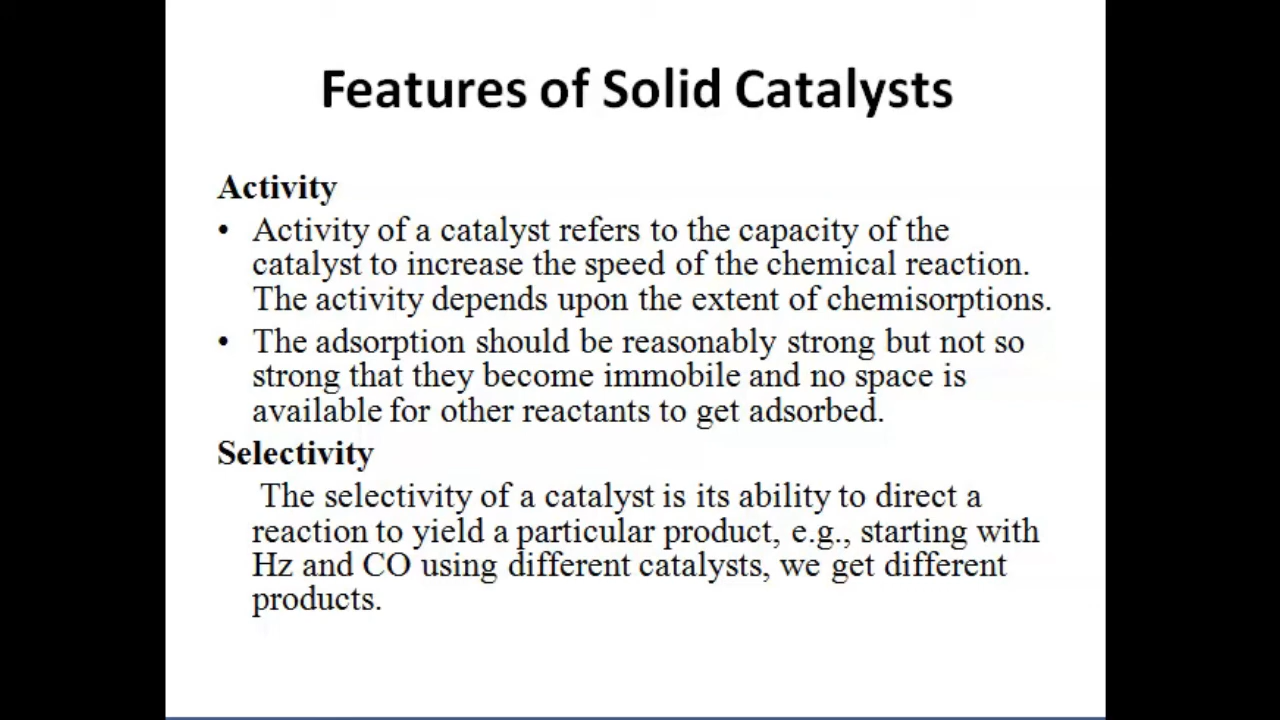 Features of Solid Catalysts
Activity
• Activity of a catalyst refers to the capacity of the
catalyst to increase the speed of the chemical reaction.
The activity depends upon the extent of chemisorptions.
• The adsorption should be reasonably strong but not so
strong that they become immobile and no space is
available for other reactants to get adsorbed.
Selectivity
The selectivity of a catalyst is its ability to direct a
reaction to yield a particular product, e.g., starting with
Hz and CO using different catalysts, we get different
products.